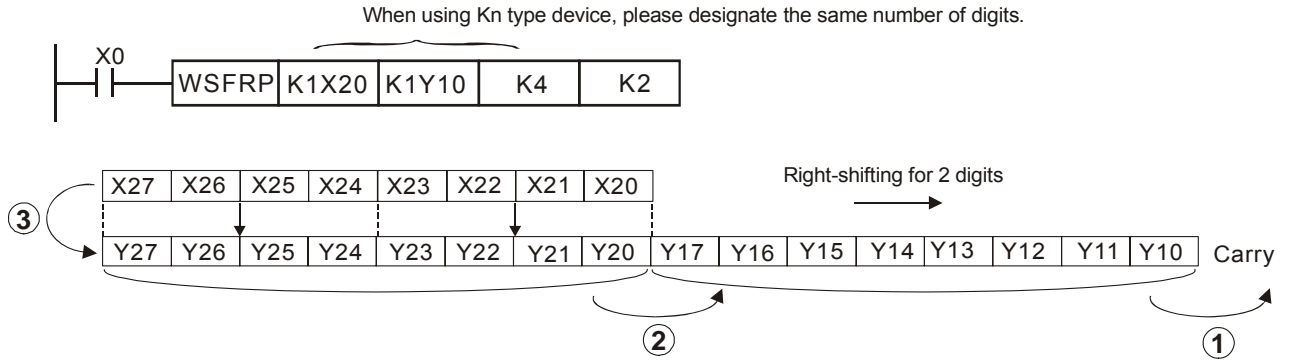 When using Kn type device, please designate the same number of digits.
X0
WSFRP K1X20 K1Y10 K4 K2
X27 X26 X25 X24 X23 X22 X21 X20
Right-shifting for 2 digits
3
Y27 Y26 Y25 Y24 Y23 Y22 Y21 Y20 Y17 Y16 Y15 Y14 Y13 Y12 Y11 Y10 Carry
2
1